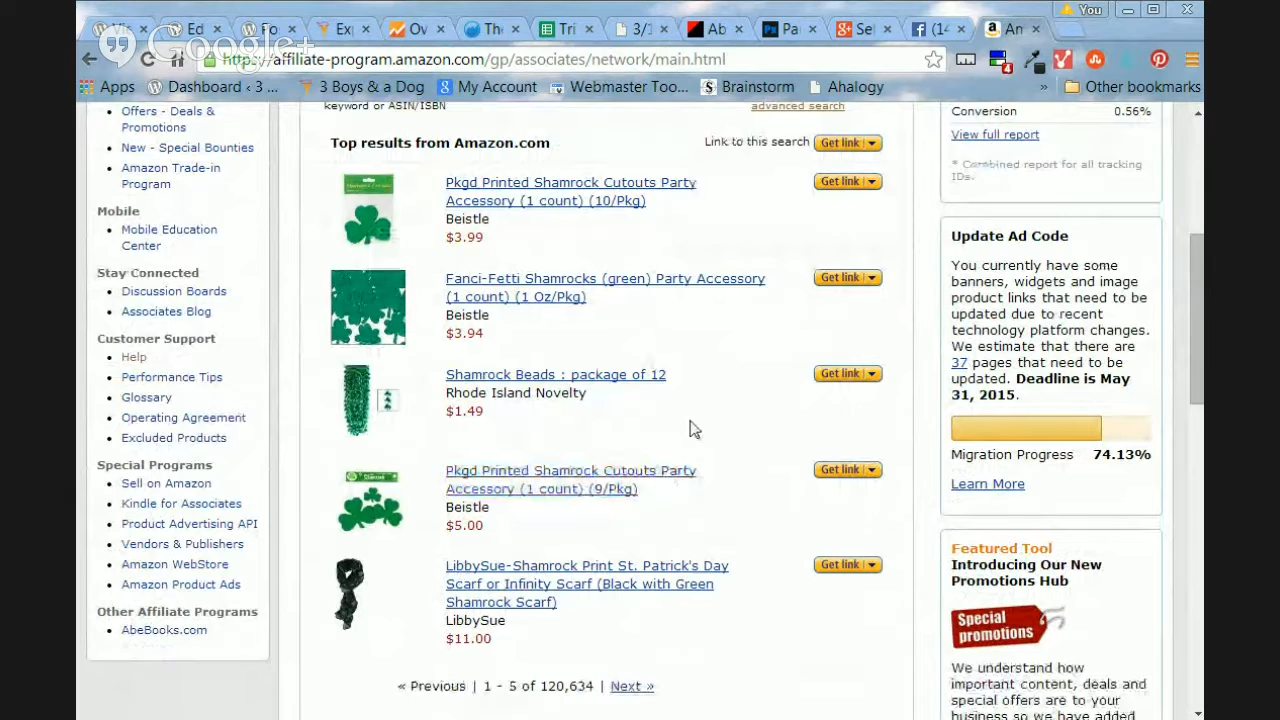 Ed
Po
Exp
Ov
The
Tri
3/1
Ab
Pa
Sel
(14
Am
You
Google+
https://affiliate-program.amazon.com/gp/associates/network/main.html
Apps
Dashboard ‹ 3 ...
3 Boys & a Dog
My Account
Webmaster Too...
Brainstorm
Ahalogy
»
Other bookmarks
Offers - Deals &
Promotions
New - Special Bounties
Amazon Trade-in
Program
Mobile
Mobile Education
Center
Stay Connected
Discussion Boards
Associates Blog
Customer Support
Help
Performance Tips
Glossary
Operating Agreement
Excluded Products
Special Programs
Sell on Amazon
Kindle for Associates
Product Advertising API
Vendors & Publishers
Amazon WebStore
Amazon Product Ads
Other Affiliate Programs
AbeBooks.com
keyword or ASIN/ISBN
advanced search
Top results from Amazon.com
Link to this search Get link
Pkgd Printed Shamrock Cutouts Party
Accessory (1 count) (10/Pkg)
Beistle
$3.99
Get link
Fanci-Fetti Shamrocks (green) Party Accessory
(1 count) (1 Oz/Pkg)
Beistle
$3.94
Get link
Shamrock Beads : package of 12
Rhode Island Novelty
$1.49
Get link
Pkgd Printed Shamrock Cutouts Party
Accessory (1 count) (9/Pkg)
Beistle
$5.00
Get link
LibbySue-Shamrock Print St. Patrick's Day
Scarf or Infinity Scarf (Black with Green
Shamrock Scarf)
LibbySue
$11.00
Get link
« Previous | 1 - 5 of 120,634 | Next »
Conversion 0.56%
View full report
* Combined report for all tracking
IDs.
Update Ad Code
You currently have some
banners, widgets and image
product links that need to be
updated due to recent
technology platform changes.
We estimate that there are
37 pages that need to be
updated. Deadline is May
31, 2015.
Migration Progress 74.13%
Learn More
Featured Tool
Introducing Our New
Promotions Hub
Special
promotions
We understand how
important content, deals and
special offers are to your
business so we have added